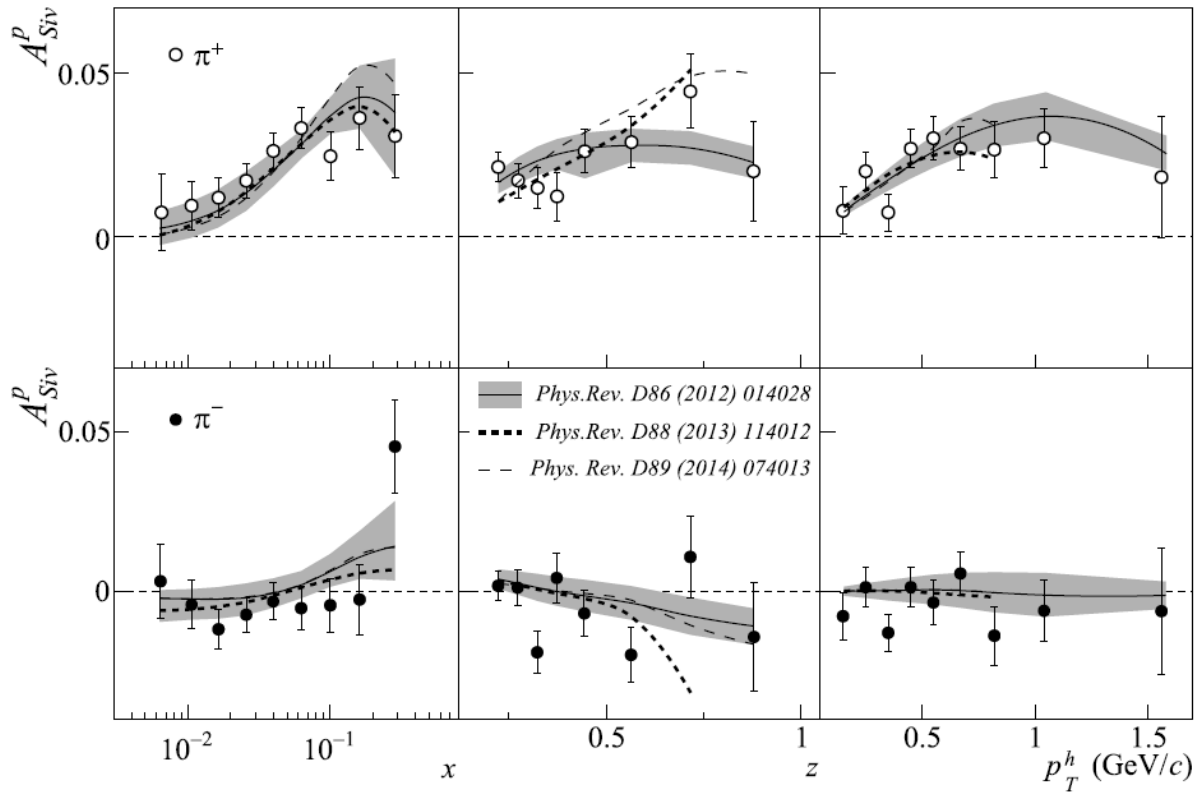 A^p_Siv
π⁺
0.05
0
A^p_Siv
π⁻
0.05
0
Phys.Rev. D86 (2012) 014028
Phys.Rev. D88 (2013) 114012
Phys. Rev. D89 (2014) 074013
10⁻² 10⁻¹ 0.5 1 0.5 1 1.5
x z p^h_T (GeV/c)